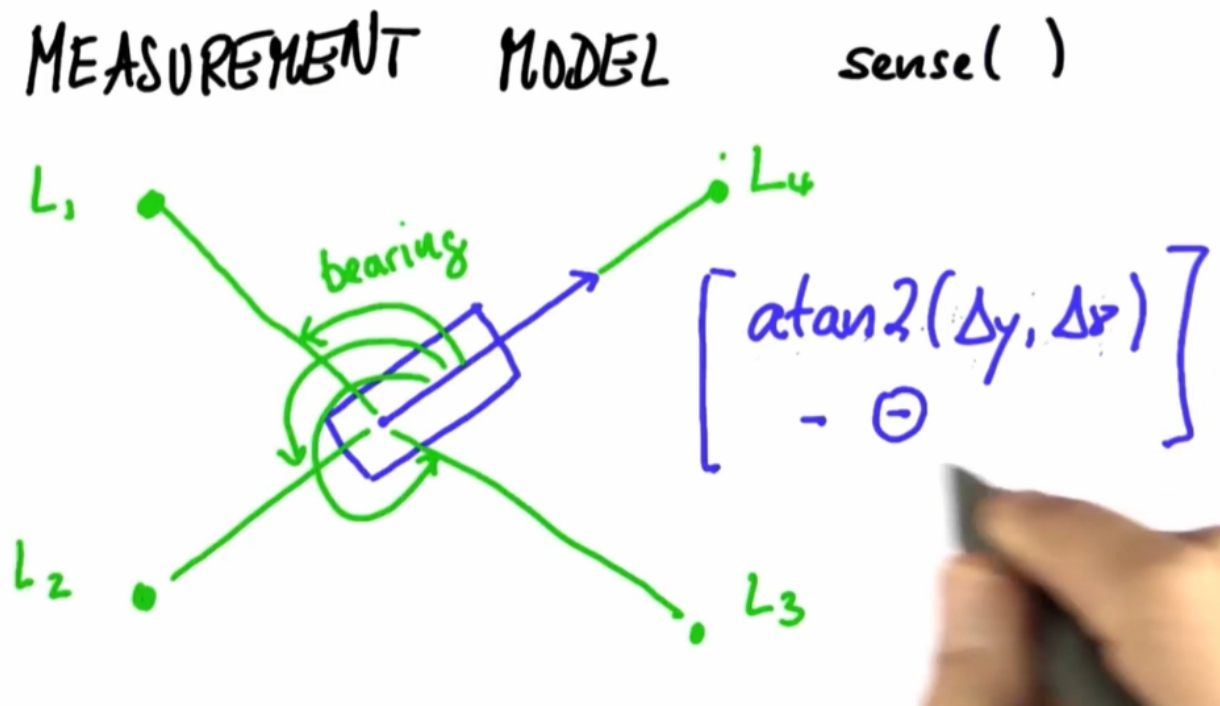 MEASUREMENT MODEL sense( )
L₁
L₄
bearing
[atan2(Δy, Δx)
- Θ]
L₂
L₃